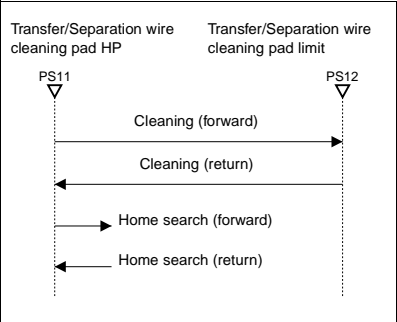 Transfer/Separation wire
cleaning pad HP
Transfer/Separation wire
cleaning pad limit
PS11
PS12
Cleaning (forward)
Cleaning (return)
Home search (forward)
Home search (return)